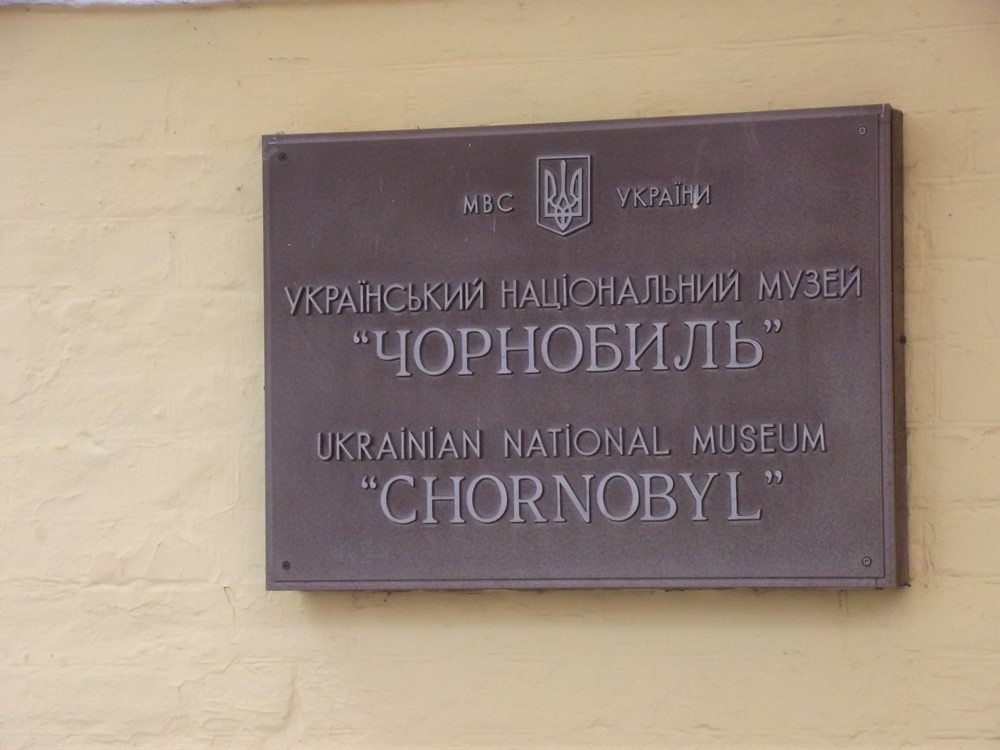 МВС УКРАЇНИ
УКРАЇНСЬКИЙ НАЦІОНАЛЬНИЙ МУЗЕЙ
“ЧОРНОБИЛЬ”
UKRAiNiAN NATiONAL MUSEUM
“CHORNOBYL”